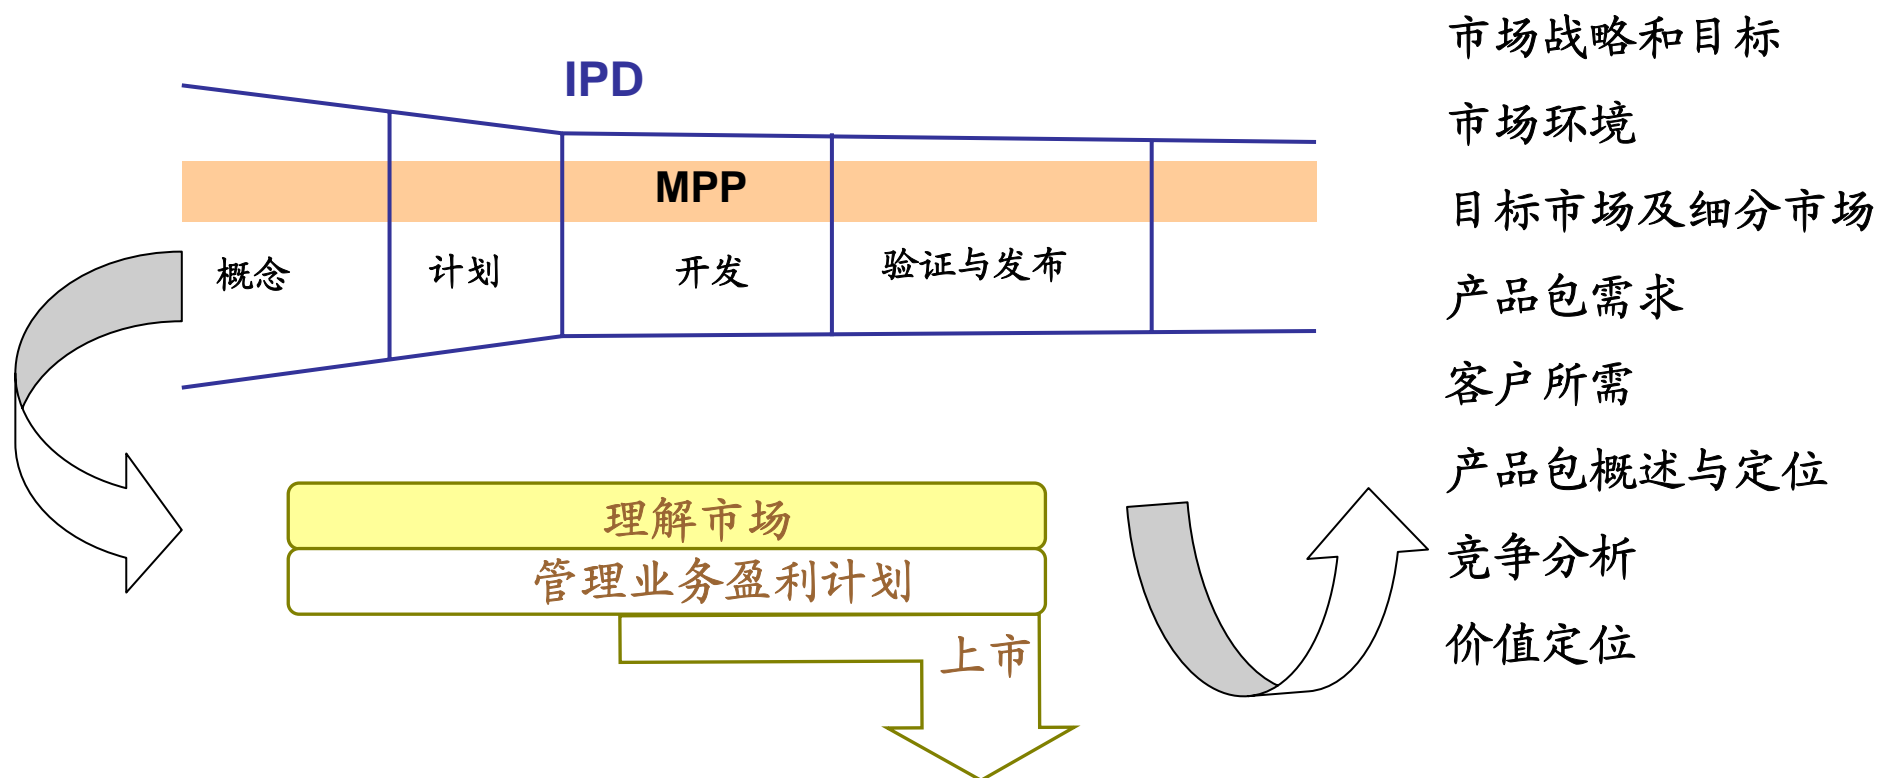 IPD
MPP
概念
计划
开发
验证与发布
理解市场
管理业务盈利计划
上市
市场战略和目标
市场环境
目标市场及细分市场
产品包需求
客户所需
产品包概述与定位
竞争分析
价值定位